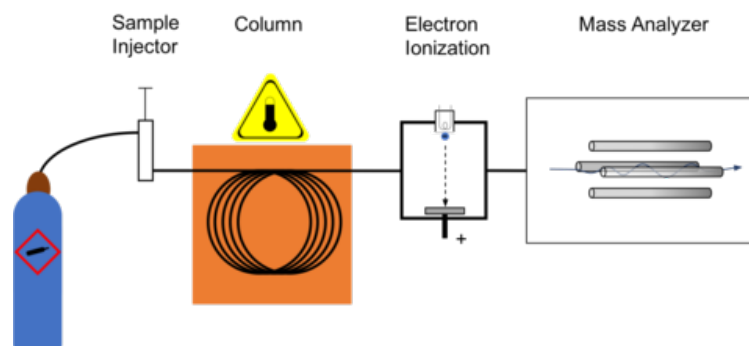 Sample
Injector
Column
Electron
Ionization
Mass Analyzer
+